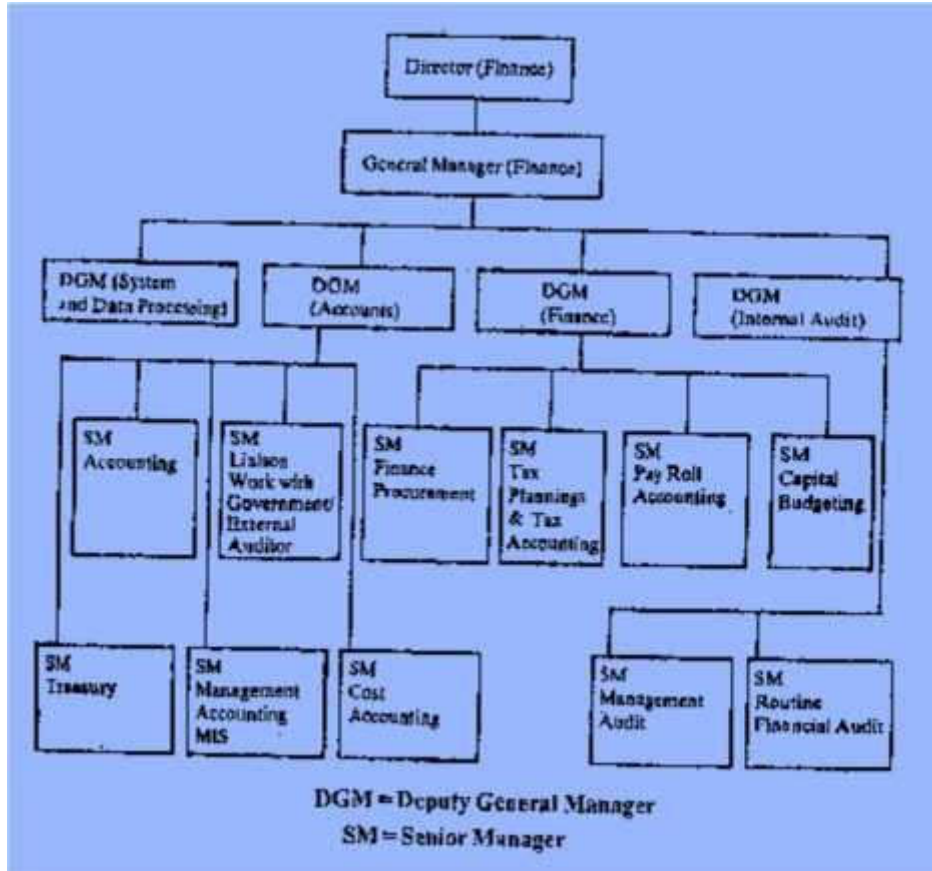 Director (Finance)
General Manager (Finance)
DGM (System
and Data Processing)
DGM
(Accounts)
DGM
(Finance)
DGM
(Internal Audit)
SM
Accounting
SM
Liaison
Work with
Government/
External
Auditor
SM
Finance
Procurement
SM
Tax
Plannings
& Tax
Accounting
SM
Pay Roll
Accounting
SM
Capital
Budgeting
SM
Treasury
SM
Management
Accounting
MIS
SM
Cost
Accounting
SM
Management
Audit
SM
Routine
Financial Audit
DGM = Deputy General Manager
SM = Senior Manager